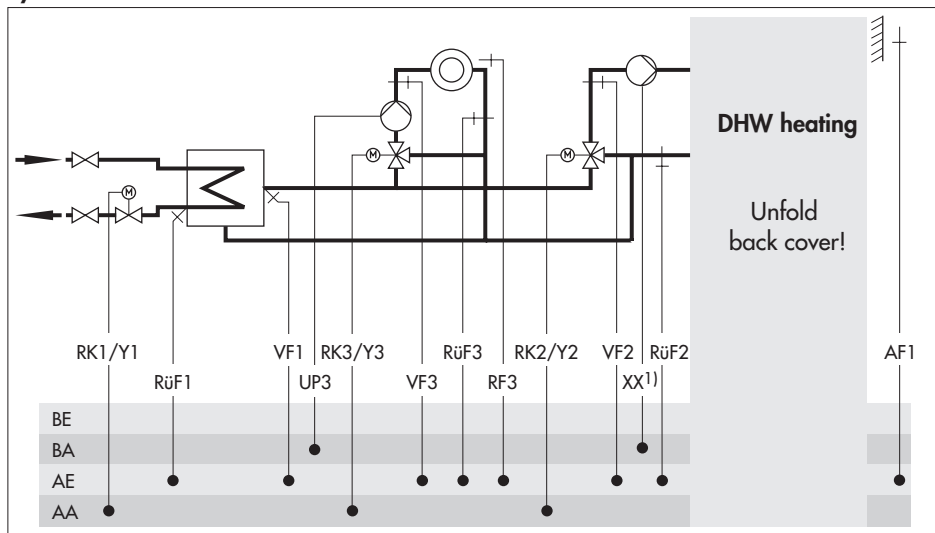 DHW heating
Unfold
back cover!
M
M
M
RK1/Y1
VF1
RK3/Y3
RüF3
RK2/Y2
VF2
RüF2
AF1
RüF1
UP3
VF3
RF3
XX1)
BE
BA
AE
AA